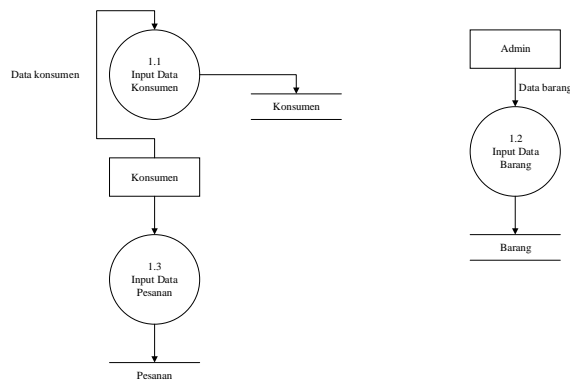 1.1
Input Data
Konsumen
Data konsumen
Konsumen
Konsumen
1.3
Input Data
Pesanan
Pesanan
Admin
Data barang
1.2
Input Data
Barang
Barang